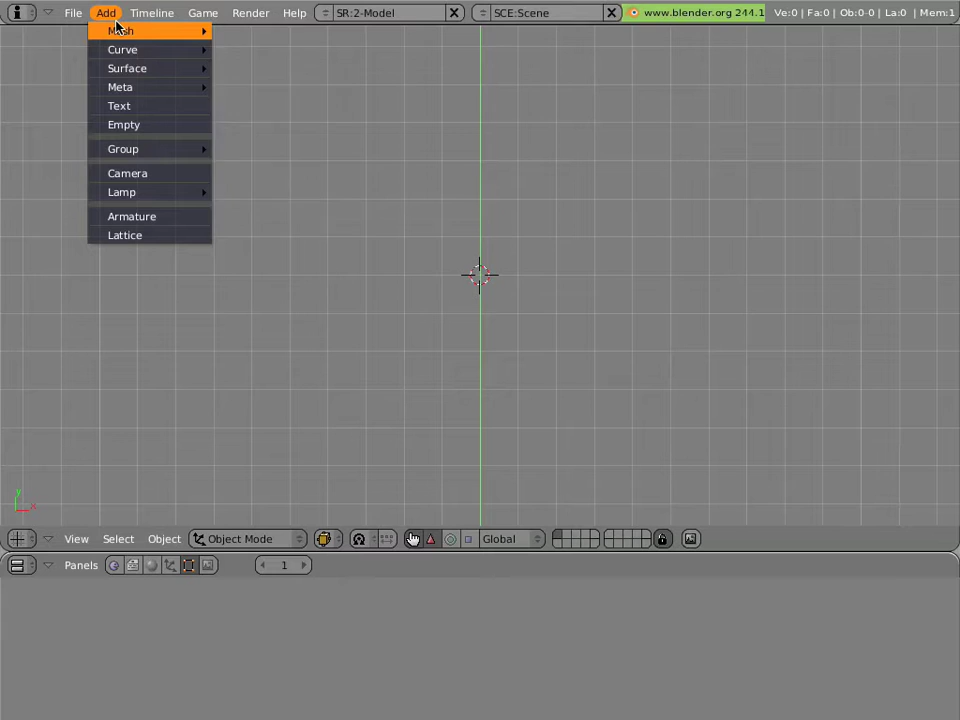 File Add Timeline Game Render Help SR:2-Model SCE:Scene www.blender.org 244.1 Ve:0 | Fa:0 | Ob:0-0 | La:0 | Mem:1
Mesh
Curve
Surface
Meta
Text
Empty
Group
Camera
Lamp
Armature
Lattice
y
x
View Select Object Object Mode Global
Panels 1